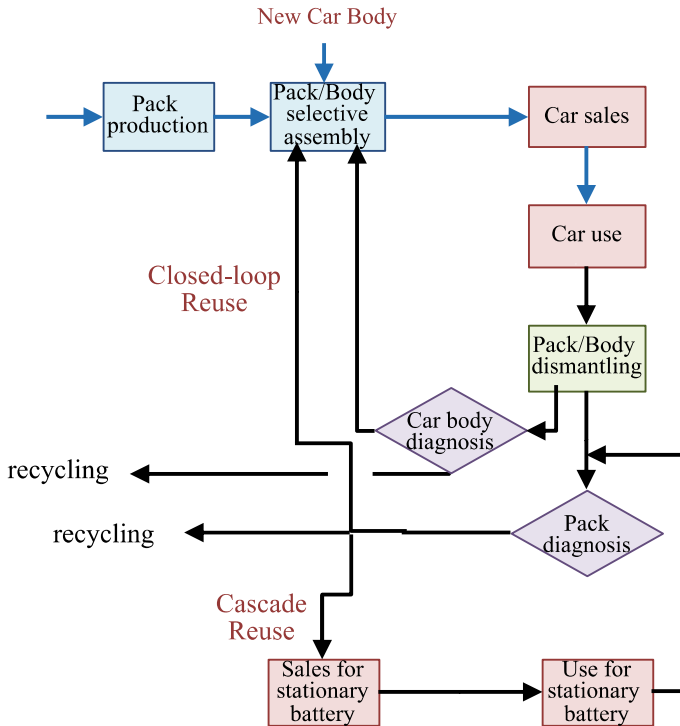 New Car Body
Pack
production
Pack/Body
selective
assembly
Car sales
Car use
Closed-loop
Reuse
Pack/Body
dismantling
Car body
diagnosis
recycling
recycling
Pack
diagnosis
Cascade
Reuse
Sales for
stationary
battery
Use for
stationary
battery